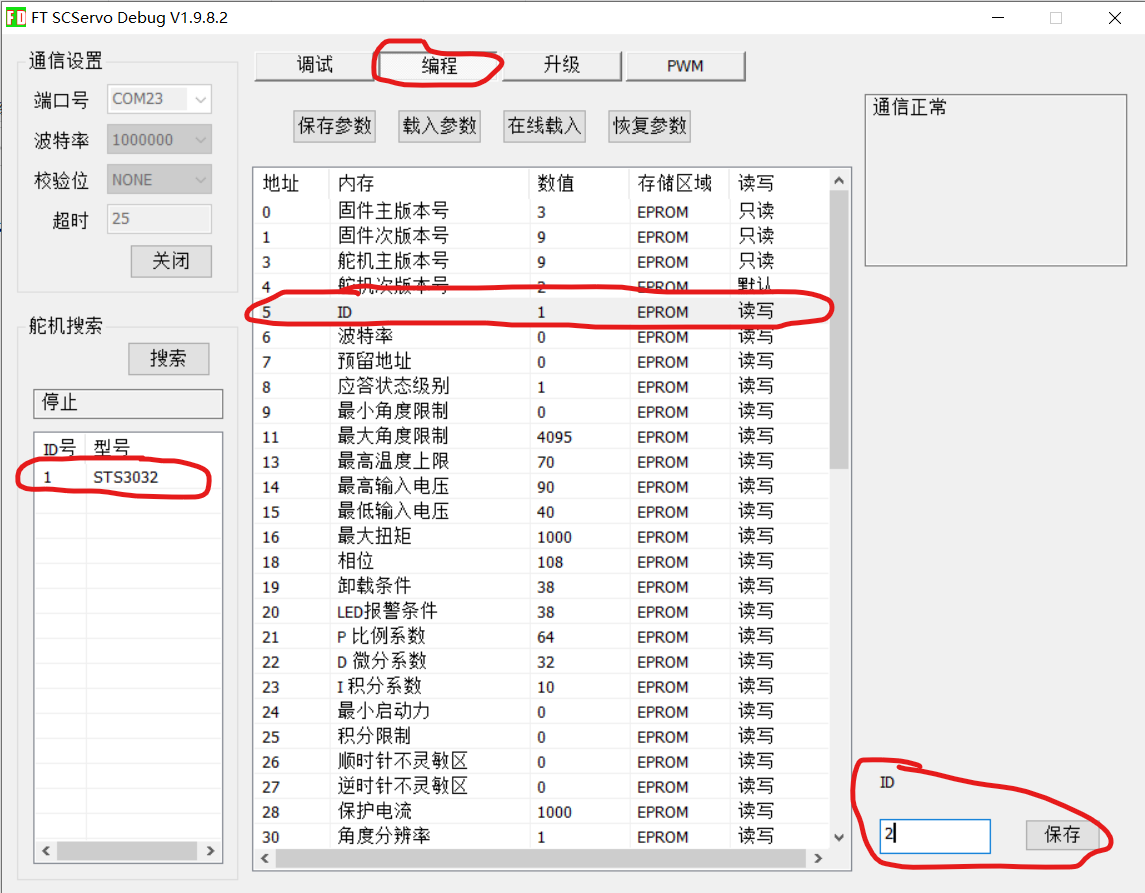 FT SCServo Debug V1.9.8.2
通信设置
端口号 COM23
波特率 1000000
校验位 NONE
超时 25
关闭
舵机搜索
搜索
停止
ID号 型号
1 STS3032
调试 编程 升级 PWM
保存参数 载入参数 在线载入 恢复参数
地址 内存 数值 存储区域 读写
0 固件主版本号 3 EPROM 只读
1 固件次版本号 9 EPROM 只读
3 舵机主版本号 9 EPROM 只读
4 舵机次版本号 2 EPROM 默认
5 ID 1 EPROM 读写
6 波特率 0 EPROM 读写
7 预留地址 0 EPROM 读写
8 应答状态级别 1 EPROM 读写
9 最小角度限制 0 EPROM 读写
11 最大角度限制 4095 EPROM 读写
13 最高温度上限 70 EPROM 读写
14 最高输入电压 90 EPROM 读写
15 最低输入电压 40 EPROM 读写
16 最大扭矩 1000 EPROM 读写
18 相位 108 EPROM 读写
19 卸载条件 38 EPROM 读写
20 LED报警条件 38 EPROM 读写
21 P 比例系数 64 EPROM 读写
22 D 微分系数 32 EPROM 读写
23 I 积分系数 10 EPROM 读写
24 最小启动力 0 EPROM 读写
25 积分限制 0 EPROM 读写
26 顺时针不灵敏区 0 EPROM 读写
27 逆时针不灵敏区 0 EPROM 读写
28 保护电流 1000 EPROM 读写
30 角度分辨率 1 EPROM 读写
通信正常
ID
2 保存